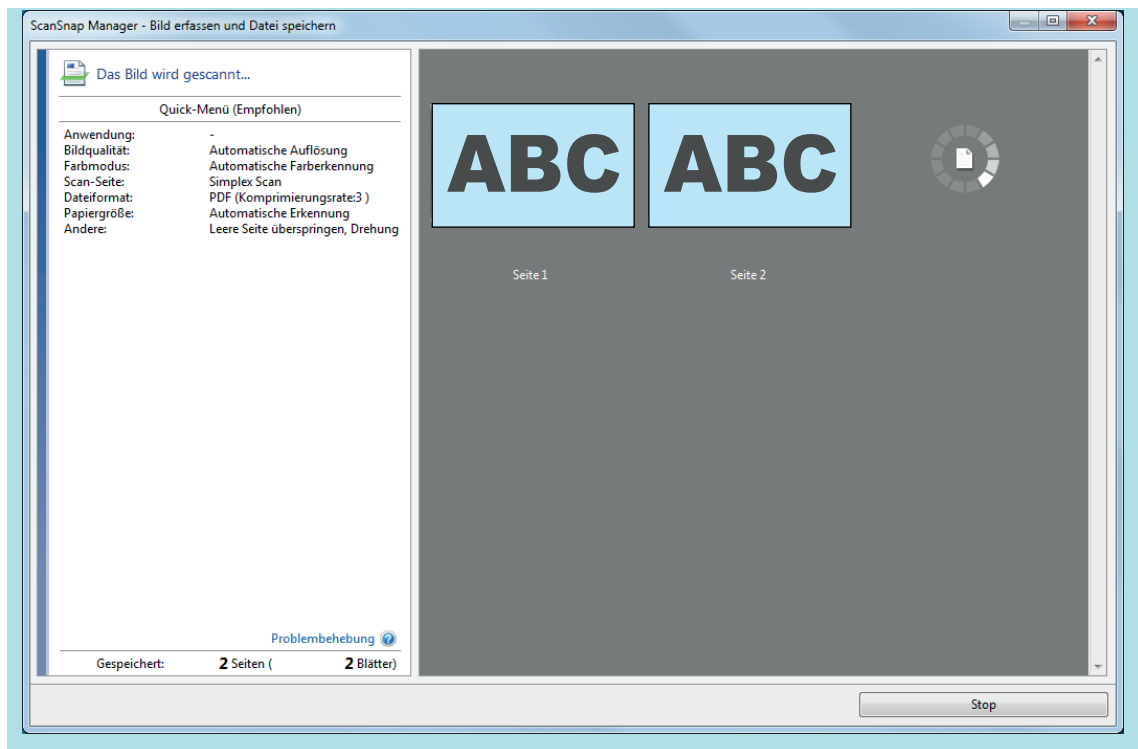 ScanSnap Manager - Bild erfassen und Datei speichern
Das Bild wird gescannt...
Quick-Menü (Empfohlen)
Anwendung: -
Bildqualität: Automatische Auflösung
Farbmodus: Automatische Farberkennung
Scan-Seite: Simplex Scan
Dateiformat: PDF (Komprimierungsrate:3 )
Papiergröße: Automatische Erkennung
Andere: Leere Seite überspringen, Drehung
Problembehebung
Gespeichert: 2 Seiten ( 2 Blätter)
ABC ABC
Seite 1 Seite 2
Stop